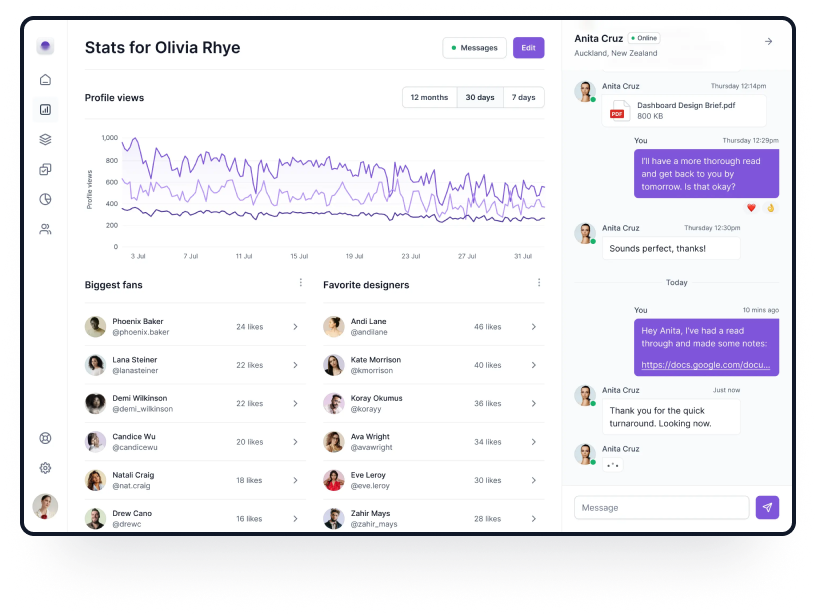 Stats for Olivia Rhye
Messages
Edit
Profile views
12 months
30 days
7 days
Profile views
1,000
800
600
400
200
0
3 Jul
7 Jul
11 Jul
15 Jul
19 Jul
23 Jul
27 Jul
31 Jul
Biggest fans
Phoenix Baker
@phoenix.baker
24 likes
Lana Steiner
@lanasteiner
22 likes
Demi Wilkinson
@demi_wilkinson
22 likes
Candice Wu
@candicewu
20 likes
Natali Craig
@nat.craig
18 likes
Drew Cano
@drewc
16 likes
Favorite designers
Andi Lane
@andilane
46 likes
Kate Morrison
@kmorrison
40 likes
Koray Okumus
@korayy
36 likes
Ava Wright
@avawright
34 likes
Eve Leroy
@eve.leroy
30 likes
Zahir Mays
@zahir_mays
28 likes
Anita Cruz
Online
Auckland, New Zealand
Anita Cruz
Thursday 12:14pm
PDF
Dashboard Design Brief.pdf
800 KB
You
Thursday 12:29pm
I'll have a more thorough read
and get back to you by
tomorrow. Is that okay?
Anita Cruz
Thursday 12:30pm
Sounds perfect, thanks!
Today
You
10 mins ago
Hey Anita, I've had a read
through and made some notes:
https://docs.google.com/docu...
Anita Cruz
Just now
Thank you for the quick
turnaround. Looking now.
Anita Cruz
Message